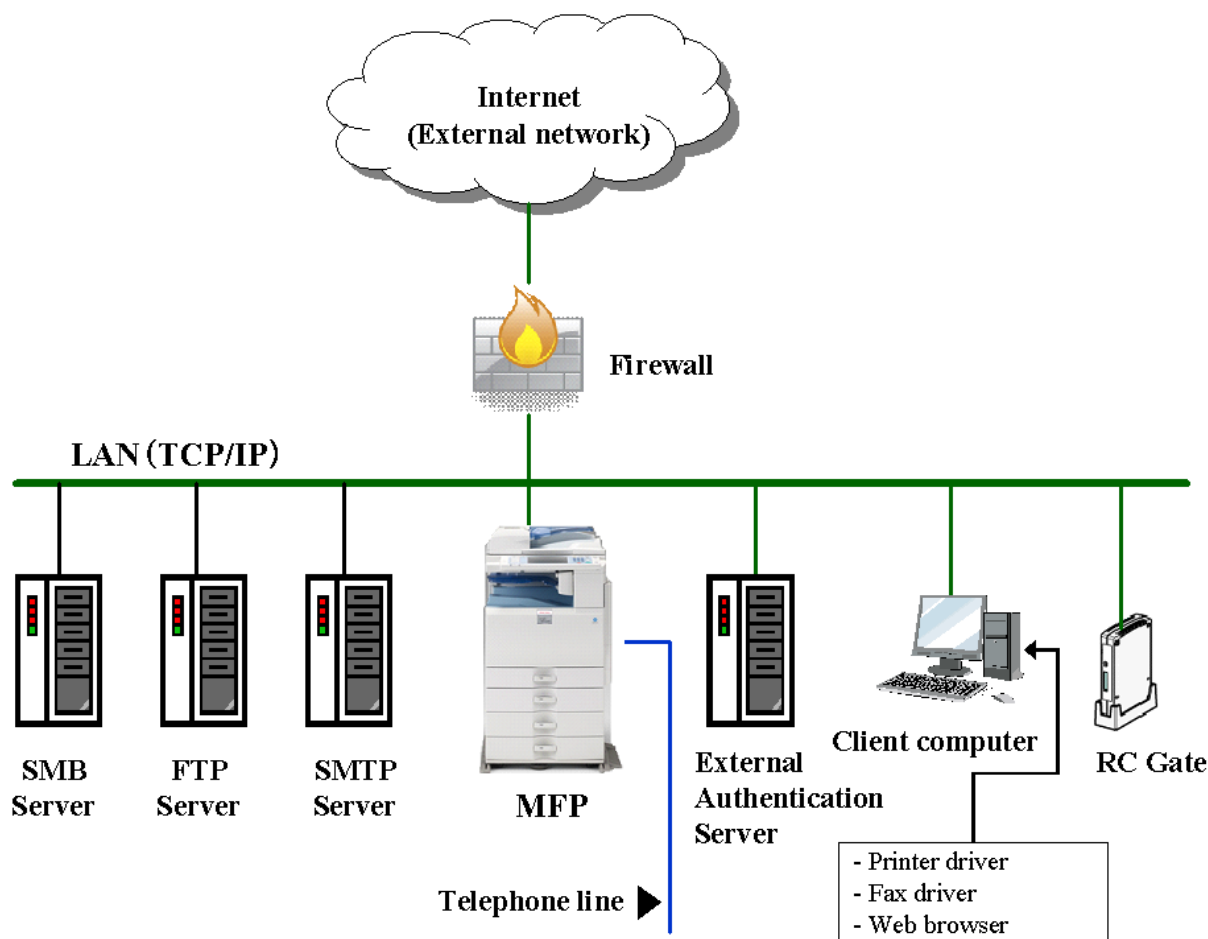 Internet
(External network)
Firewall
LAN (TCP/IP)
SMB
Server
FTP
Server
SMTP
Server
MFP
External
Authentication
Server
Client computer
RC Gate
Telephone line
- Printer driver
- Fax driver
- Web browser